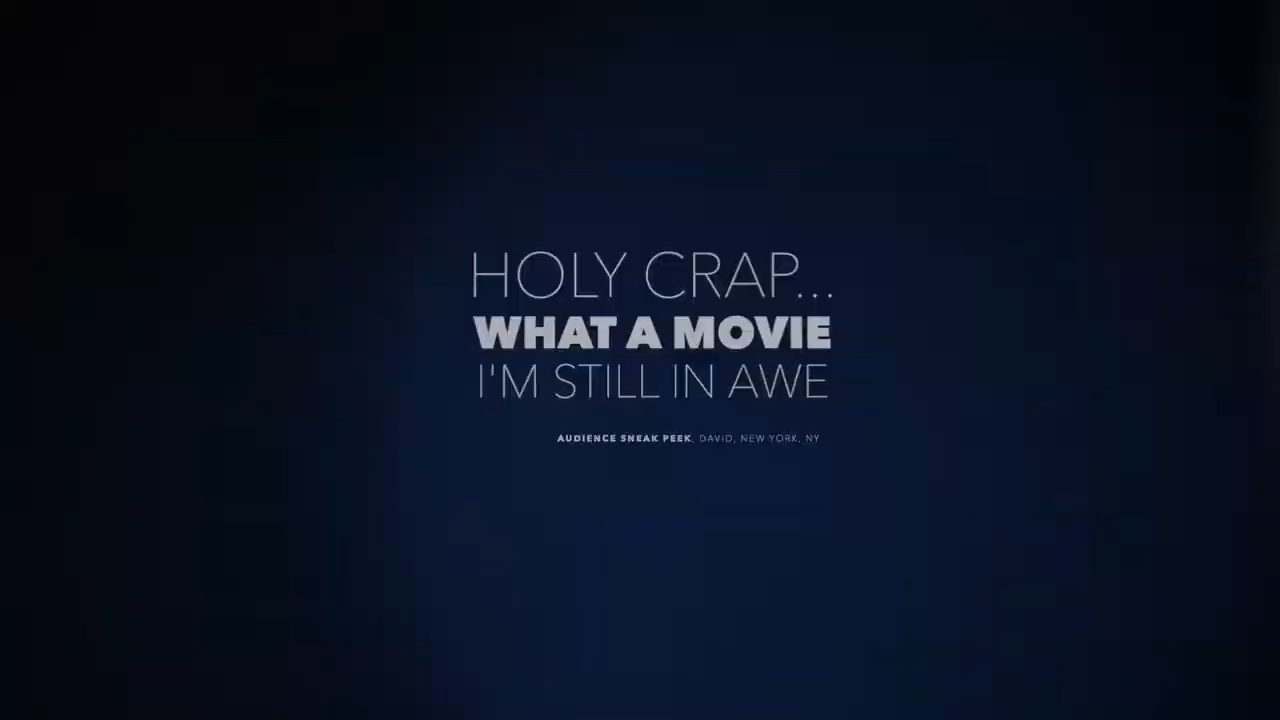 HOLY CRAP...
WHAT A MOVIE
I'M STILL IN AWE
AUDIENCE SNEAK PEEK, DAVID, NEW YORK, NY